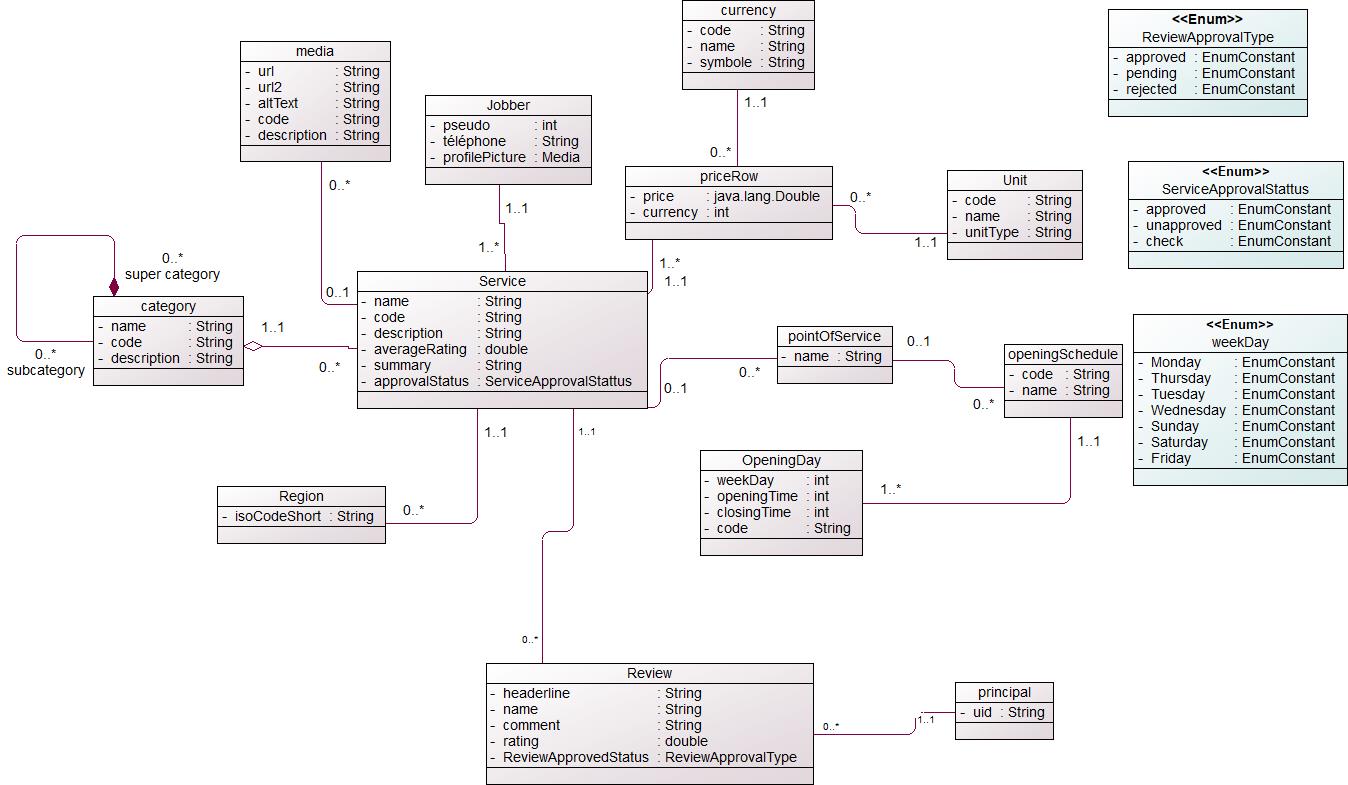 currency
- code : String
- name : String
- symbole : String
<<Enum>>
ReviewApprovalType
- approved : EnumConstant
- pending : EnumConstant
- rejected : EnumConstant
media
- url : String
- url2 : String
- altText : String
- code : String
- description : String
Jobber
- pseudo : int
- téléphone : String
- profilePicture : Media
1..1
0..*
priceRow
- price : java.lang.Double
- currency : int
0..*
1..1
Unit
- code : String
- name : String
- unitType : String
<<Enum>>
ServiceApprovalStattus
- approved : EnumConstant
- unapproved : EnumConstant
- check : EnumConstant
0..*
0..1
1..1
1..*
1..*
1..1
0..*
super category
category
- name : String
- code : String
- description : String
0..*
subcategory
1..1
0..*
Service
- name : String
- code : String
- description : String
- averageRating : double
- summary : String
- approvalStatus : ServiceApprovalStattus
0..1
0..*
pointOfService
- name : String
0..1
0..*
openingSchedule
- code : String
- name : String
<<Enum>>
weekDay
- Monday : EnumConstant
- Thursday : EnumConstant
- Tuesday : EnumConstant
- Wednesday : EnumConstant
- Sunday : EnumConstant
- Saturday : EnumConstant
- Friday : EnumConstant
1..1
1..1
1..1
OpeningDay
- weekDay : int
- openingTime : int
- closingTime : int
- code : String
1..*
Region
- isoCodeShort : String
0..*
0..*
Review
- headerline : String
- name : String
- comment : String
- rating : double
- ReviewApprovedStatus : ReviewApprovalType
0..*
1..1
principal
- uid : String